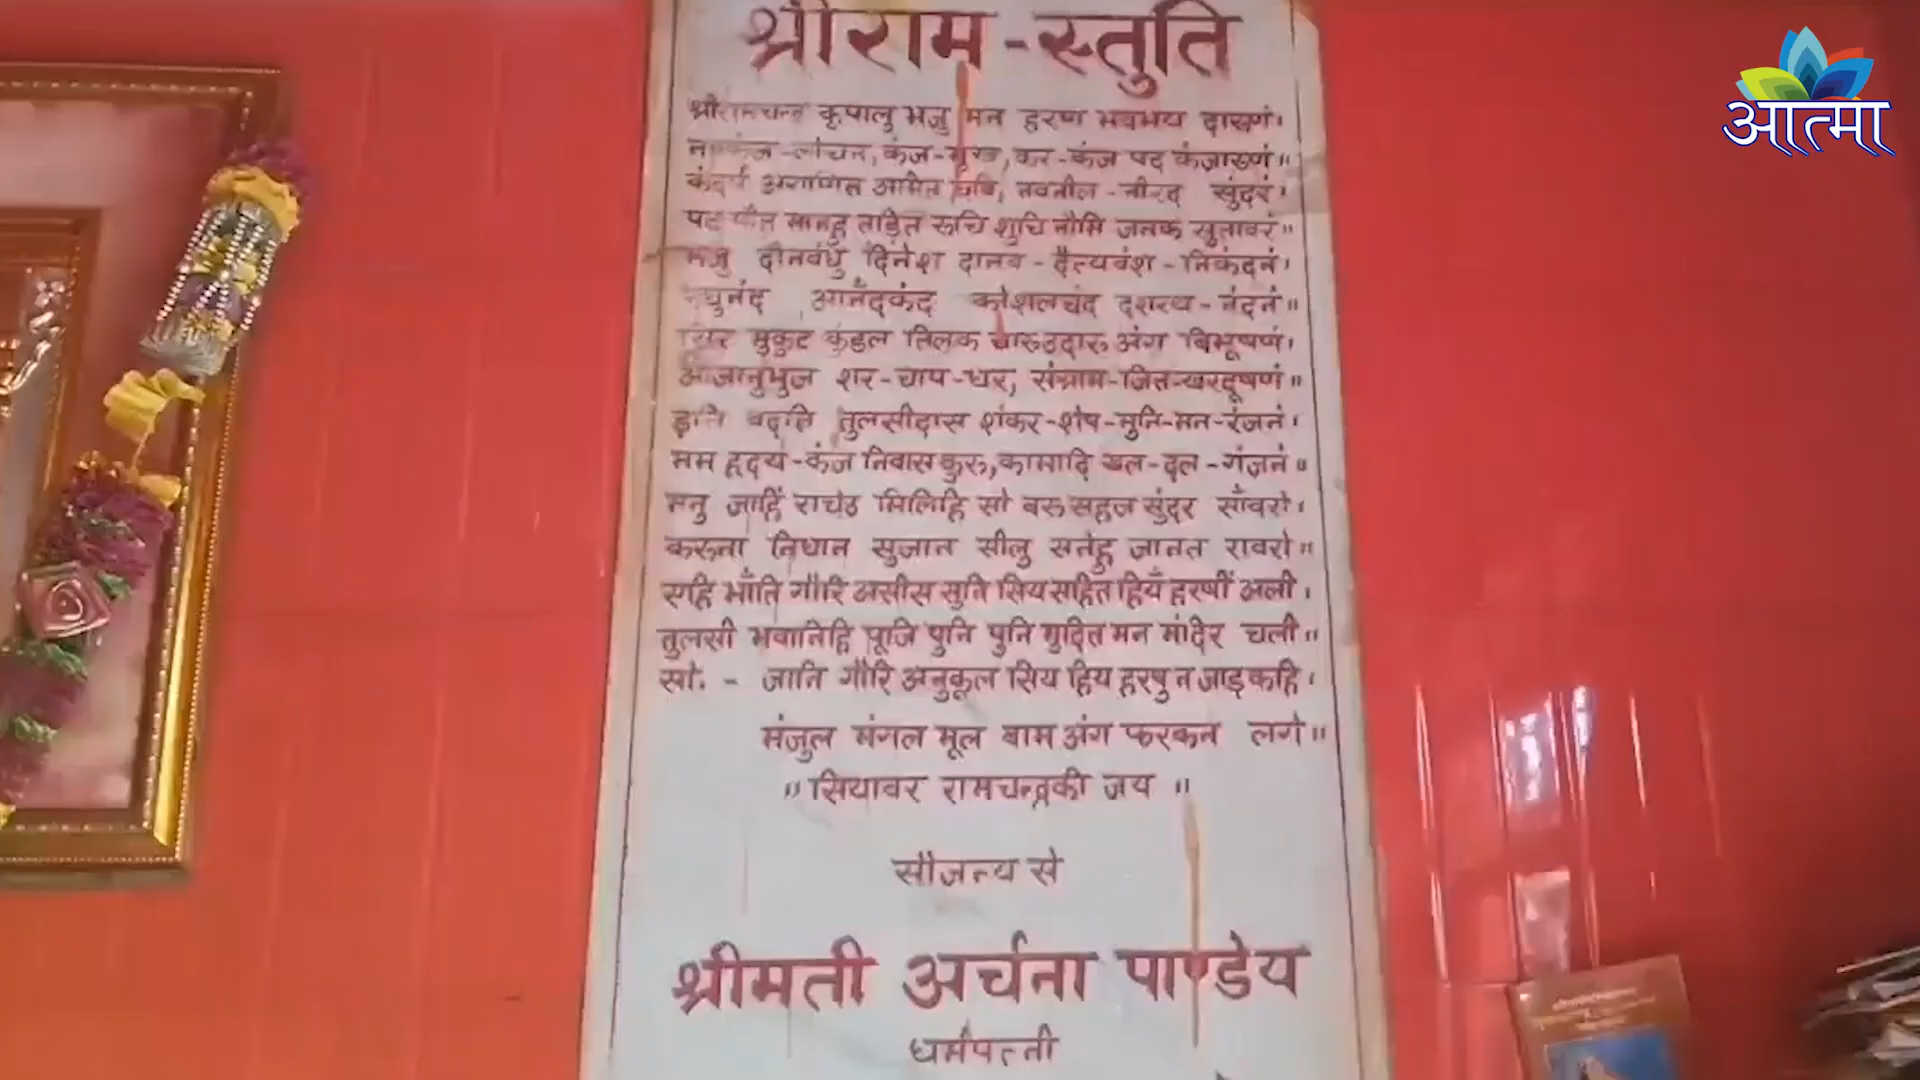 श्रीराम-स्तुति
श्रीरामचन्द्र कृपालु भजु मन हरण भवभय दारुणं।
नवकंज-लोचन, कंज-मुख, कर-कंज पद कंजारुणं॥
कंदर्प अगणित अमित छबि, नवनील-नीरद सुंदरं।
पट पीत मानहु तड़ित रूचि शुचि नौमि जनक सुतावरं॥
भजु दीनबंधु दिनेश दानव-दैत्यवंश-निकंदनं।
रघुनंद आनँदकंद कोशलचंद दशरथ-नंदनं॥
सिर मुकुट कुंडल तिलक चारु उदारु अंग बिभूषणं।
आजानुभुज शर-चाप-धर, संग्राम-जित-खरदूषणं॥
इति वदति तुलसीदास शंकर-शेष-मुनि-मन-रंजनं।
मम हृदय-कंज निवास कुरु, कामादि खल-दल-गंजनं॥
मनु जाहिं राचेउ मिलिहि सो बरु सहज सुंदर साँवरो।
करुना निधान सुजान सीलु सनेहु जानत रावरो॥
एहि भाँति गौरि असीस सुनि सिय सहित हियँ हरषीं अली।
तुलसी भवानिहि पूजि पुनि पुनि मुदित मन मंदिर चली॥
सो. - जानि गौरि अनुकूल सिय हिय हरषु न जाइ कहि।
मंजुल मंगल मूल बाम अंग फरकन लगे॥
॥ सियावर रामचन्द्रकी जय ॥
सौजन्य से
श्रीमती अर्चना पाण्डेय
धर्मपत्नी
आत्मा